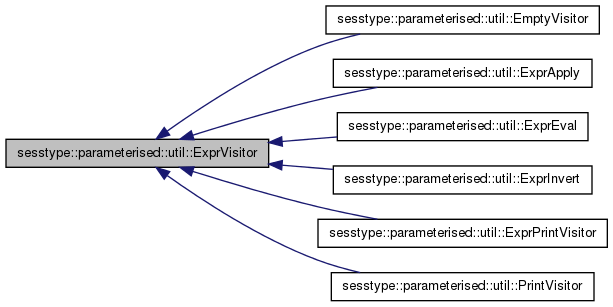 sesstype::parameterised::util::EmptyVisitor
sesstype::parameterised::util::ExprApply
sesstype::parameterised::util::ExprEval
sesstype::parameterised::util::ExprVisitor
sesstype::parameterised::util::ExprInvert
sesstype::parameterised::util::ExprPrintVisitor
sesstype::parameterised::util::PrintVisitor